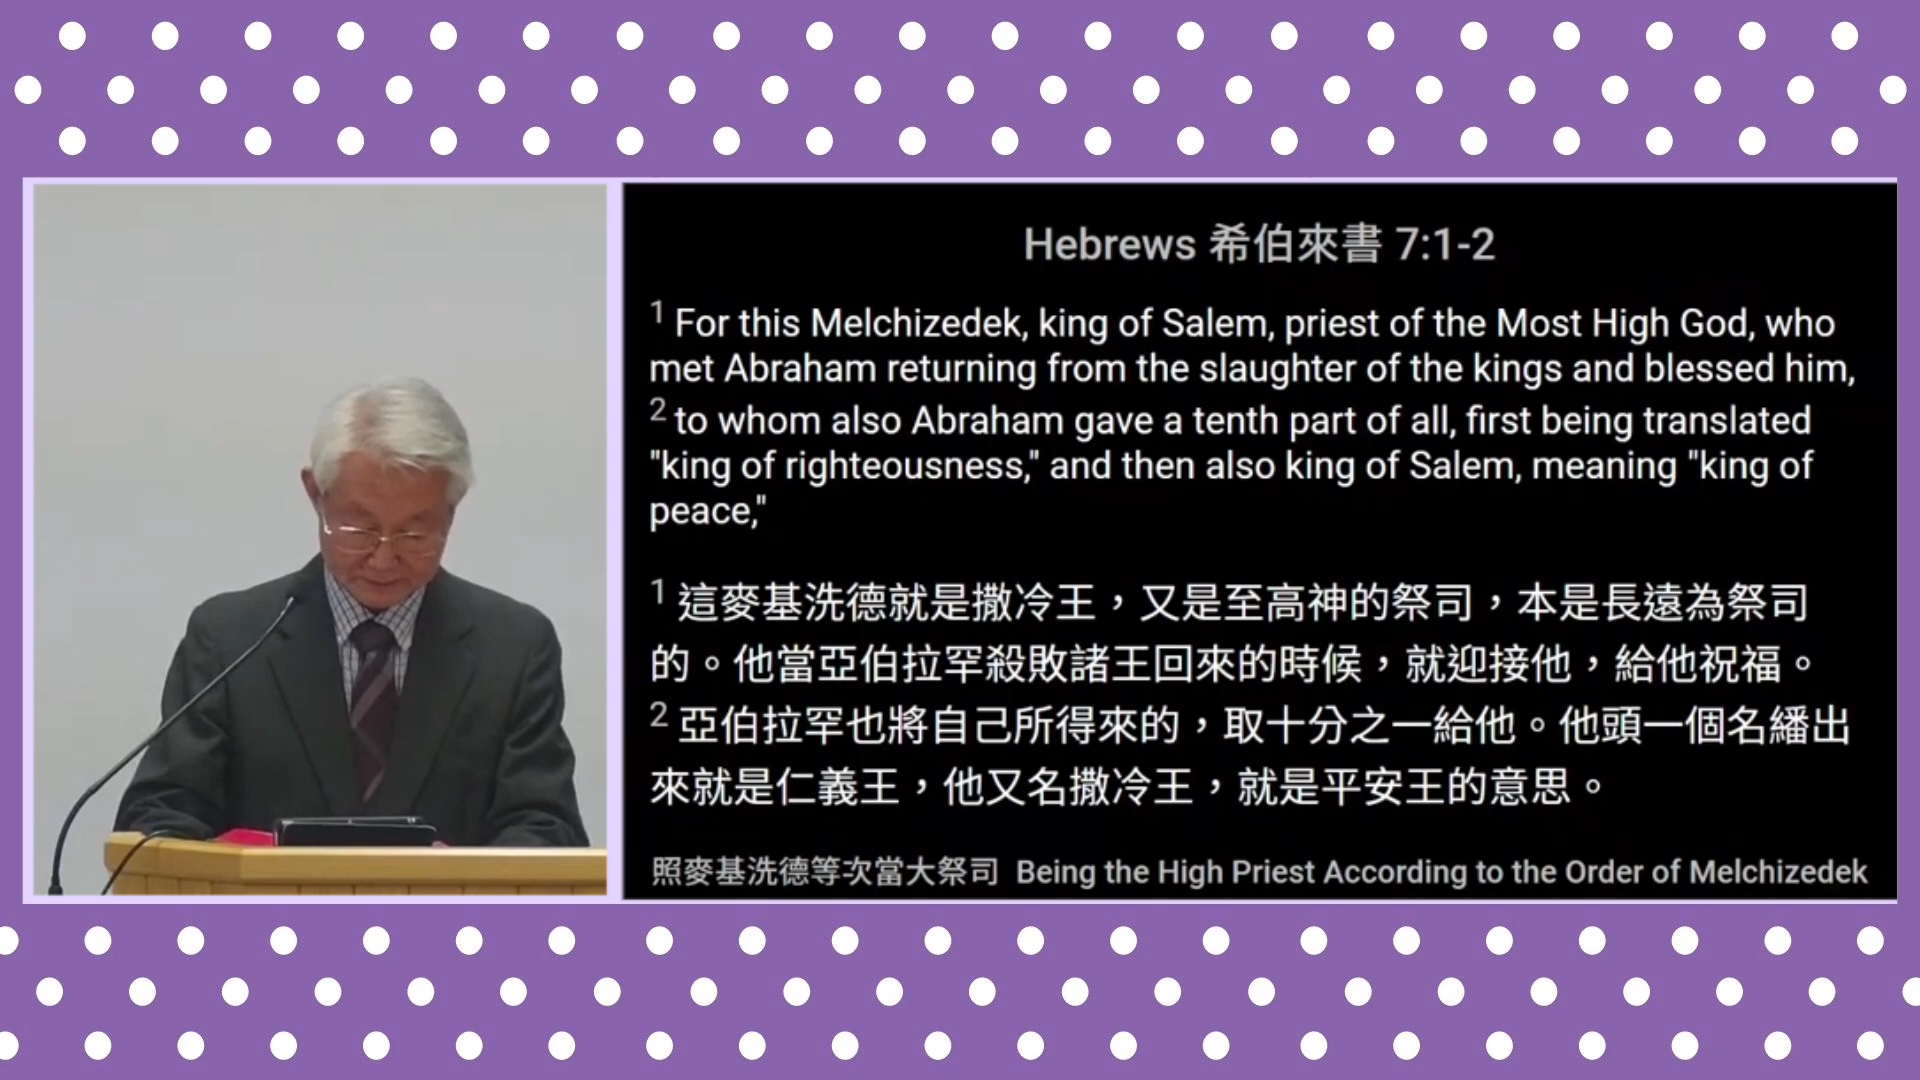 Hebrews 希伯來書 7:1-2
1 For this Melchizedek, king of Salem, priest of the Most High God, who
met Abraham returning from the slaughter of the kings and blessed him,
2 to whom also Abraham gave a tenth part of all, first being translated
"king of righteousness," and then also king of Salem, meaning "king of
peace,"
1 這麥基洗德就是撒冷王，又是至高神的祭司，本是長遠為祭司
的。他當亞伯拉罕殺敗諸王回來的時候，就迎接他，給他祝福。
2 亞伯拉罕也將自己所得來的，取十分之一給他。他頭一個名繙出
來就是仁義王，他又名撒冷王，就是平安王的意思。
照麥基洗德等次當大祭司 Being the High Priest According to the Order of Melchizedek